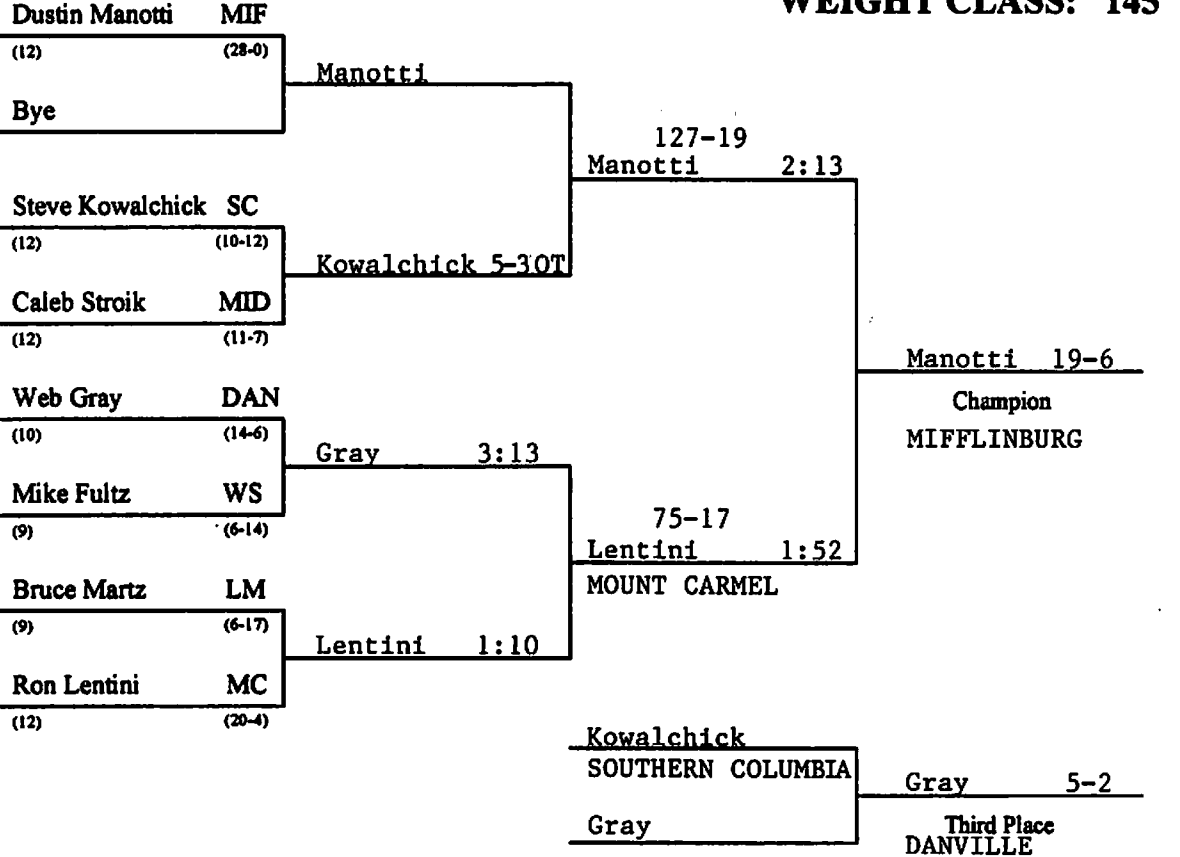 WEIGHT CLASS: 145
Dustin Manotti MIF
(12) (28-0)
Manotti
Bye
127-19
Manotti 2:13
Steve Kowalchick SC
(12) (10-12)
Kowalchick 5-3OT
Caleb Stroik MID
(12) (11-7)
Manotti 19-6
Champion
MIFFLINBURG
Web Gray DAN
(10) (14-6)
Gray 3:13
Mike Fultz WS
(9) (6-14)
75-17
Lentini 1:52
MOUNT CARMEL
Bruce Martz LM
(9) (6-17)
Lentini 1:10
Ron Lentini MC
(12) (20-4)
Kowalchick
SOUTHERN COLUMBIA
Gray 5-2
Gray
Third Place
DANVILLE